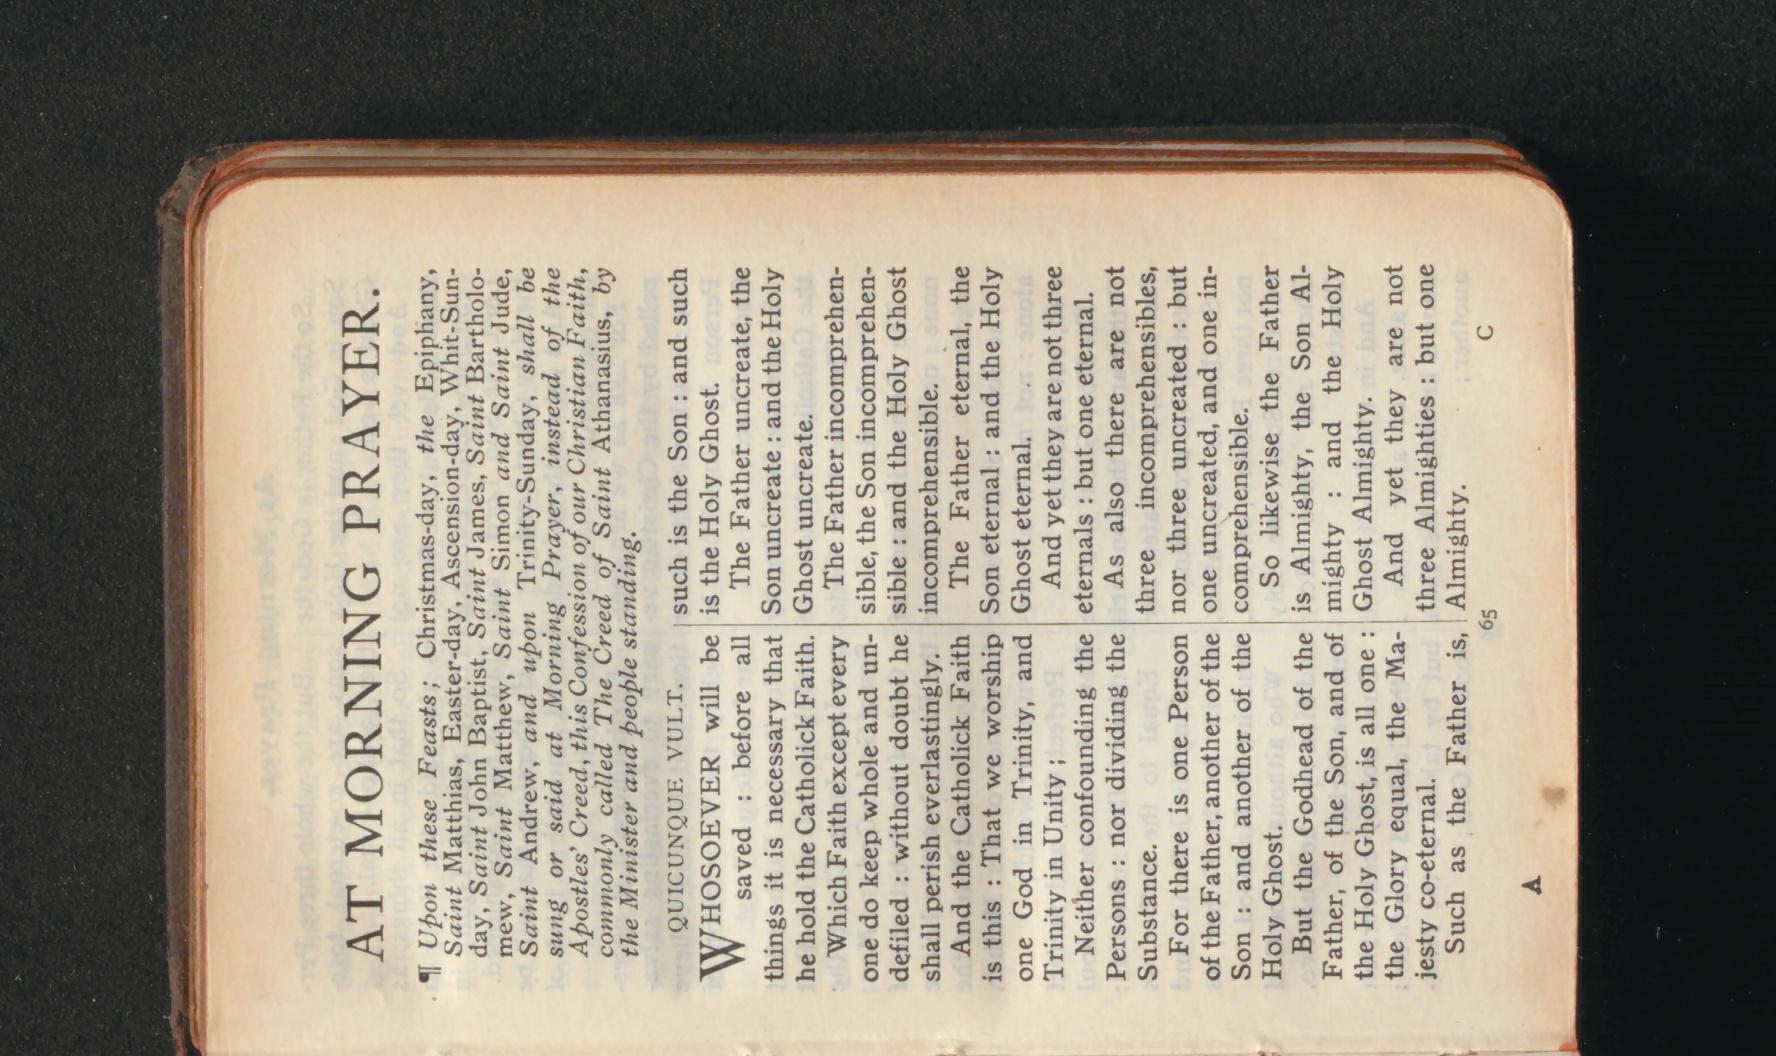 AT MORNING PRAYER.
¶ Upon these Feasts; Christmas-day, the Epiphany,
Saint Matthias, Easter-day, Ascension-day, Whit-Sun-
day, Saint John Baptist, Saint James, Saint Bartholo-
mew, Saint Matthew, Saint Simon and Saint Jude,
Saint Andrew, and upon Trinity-Sunday, shall be
sung or said at Morning Prayer, instead of the
Apostles' Creed, this Confession of our Christian Faith,
commonly called The Creed of Saint Athanasius, by
the Minister and people standing.
QUICUNQUE VULT.
WHOSOEVER will be
saved : before all
things it is necessary that
he hold the Catholick Faith.
Which Faith except every
one do keep whole and un-
defiled : without doubt he
shall perish everlastingly.
And the Catholick Faith
is this : That we worship
one God in Trinity, and
Trinity in Unity ;
Neither confounding the
Persons : nor dividing the
Substance.
For there is one Person
of the Father, another of the
Son : and another of the
Holy Ghost.
But the Godhead of the
Father, of the Son, and of
the Holy Ghost, is all one :
the Glory equal, the Ma-
jesty co-eternal.
Such as the Father is,
such is the Son : and such
is the Holy Ghost.
The Father uncreate, the
Son uncreate : and the Holy
Ghost uncreate.
The Father incomprehen-
sible, the Son incomprehen-
sible : and the Holy Ghost
incomprehensible.
The Father eternal, the
Son eternal : and the Holy
Ghost eternal.
And yet they are not three
eternals : but one eternal.
As also there are not
three incomprehensibles,
nor three uncreated : but
one uncreated, and one in-
comprehensible.
So likewise the Father
is Almighty, the Son Al-
mighty : and the Holy
Ghost Almighty.
And yet they are not
three Almighties : but one
Almighty.
65
C
A